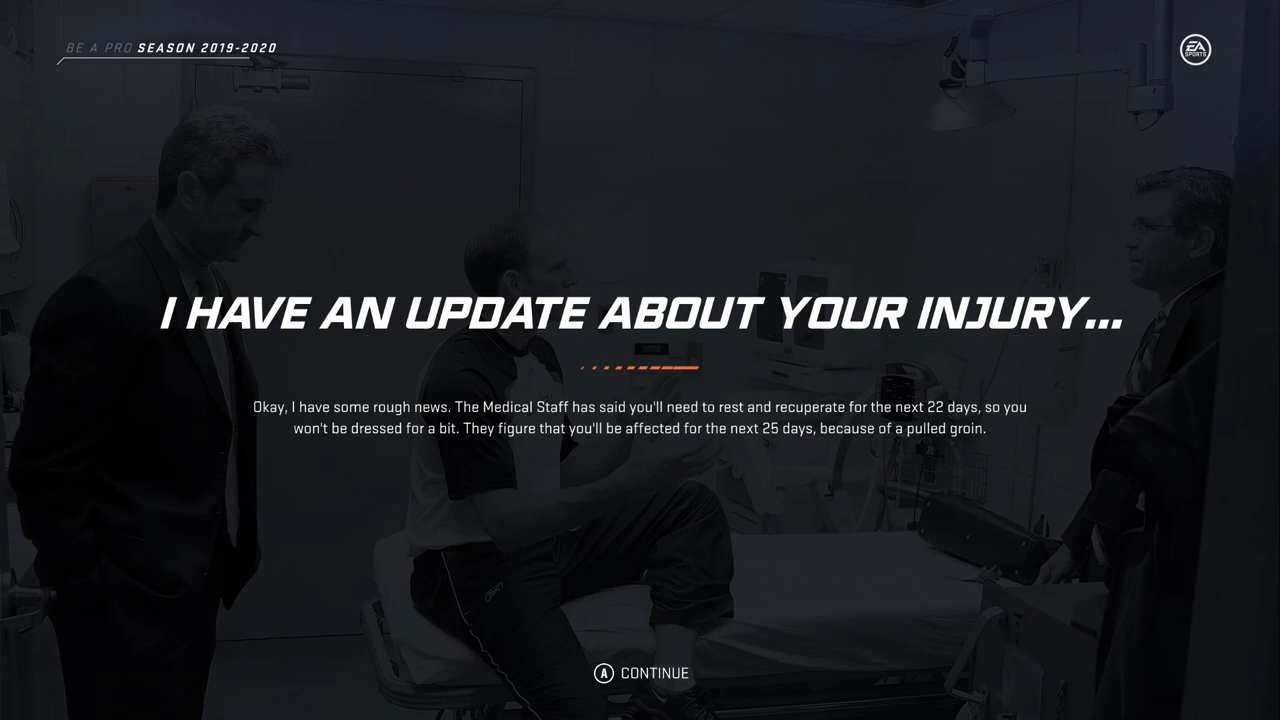 BE A PRO SEASON 2019-2020
EA
SPORTS
I HAVE AN UPDATE ABOUT YOUR INJURY...
Okay, I have some rough news. The Medical Staff has said you'll need to rest and recuperate for the next 22 days, so you
won't be dressed for a bit. They figure that you'll be affected for the next 25 days, because of a pulled groin.
A CONTINUE